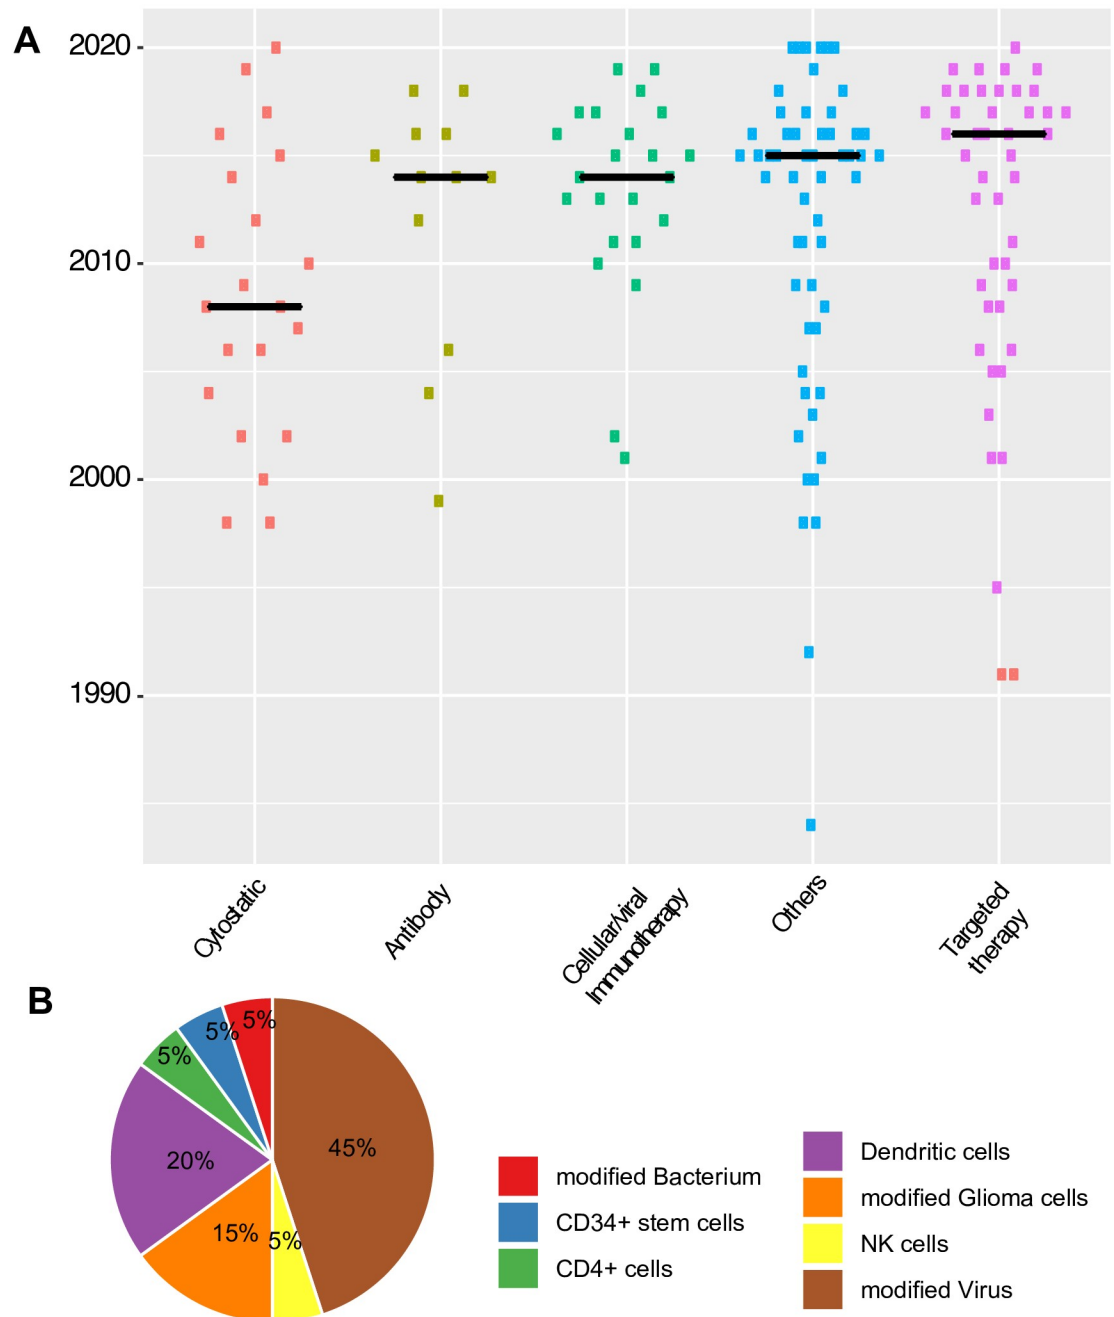 A
2020
2010
2000
1990
Cytostatic
Antibody
Cellular/viral
Immunotherapy
Others
Targeted
therapy
B
5%
5%
5%
20%
15%
5%
45%
modified Bacterium
CD34+ stem cells
CD4+ cells
Dendritic cells
modified Glioma cells
NK cells
modified Virus